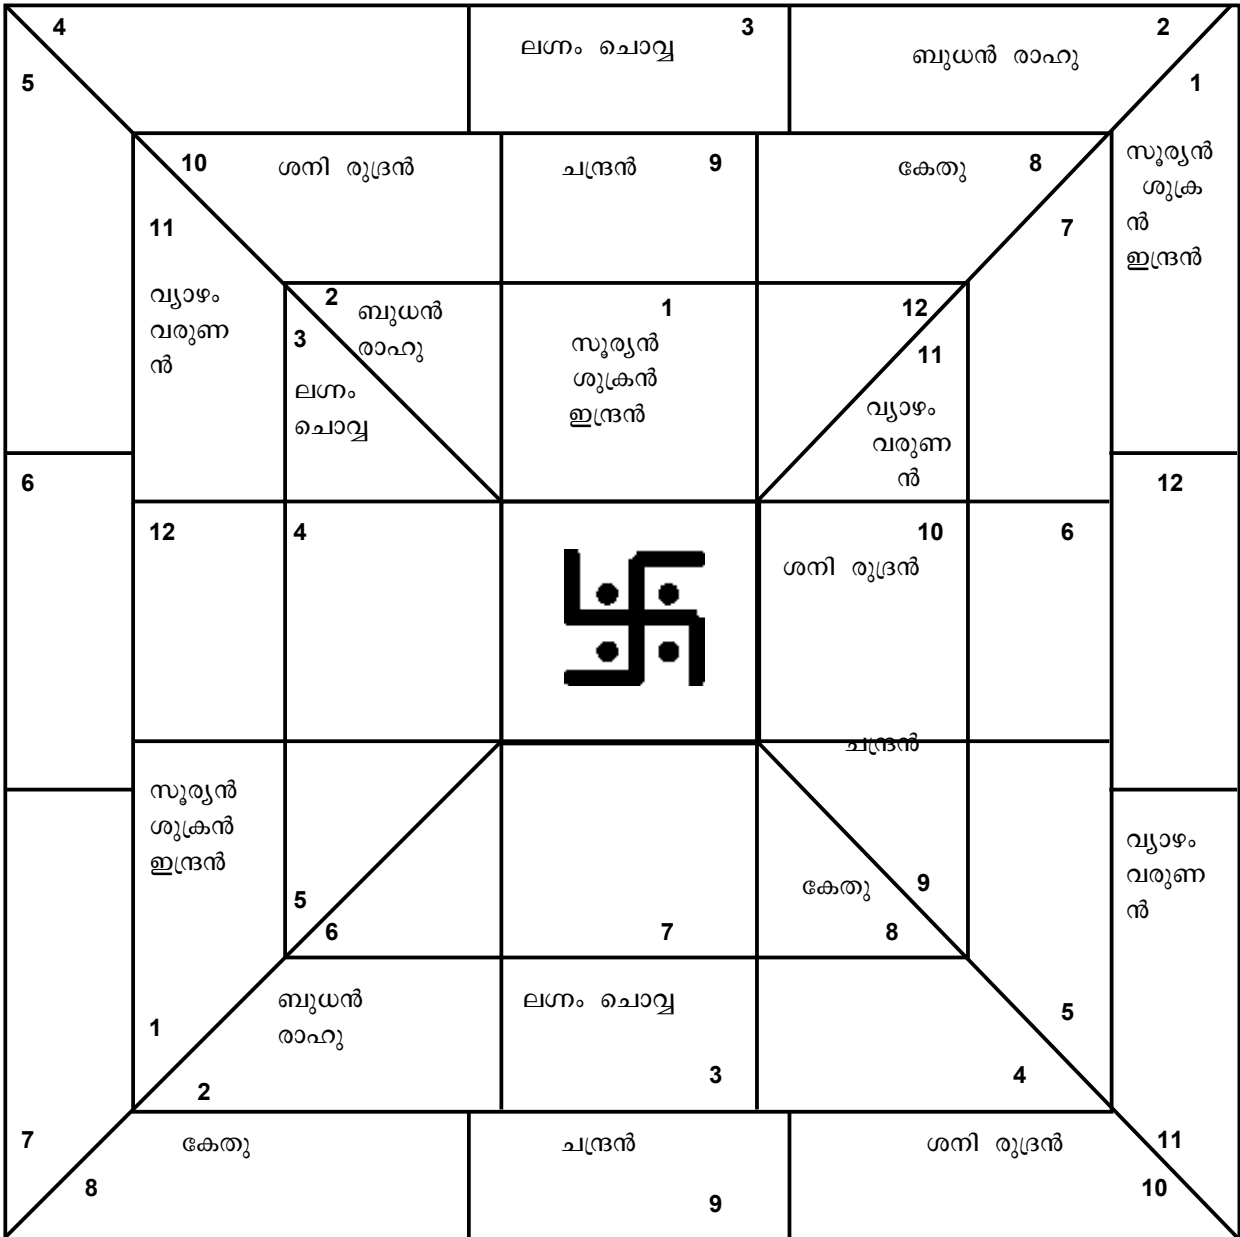 4
ലഗ്നം ചൊവ്വ 3
ബുധൻ രാഹു 2
5
1
10 ശനി രുദ്രൻ
ചന്ദ്രൻ 9
കേതു 8
സൂര്യൻ
ശുക്ര
ൻ
ഇന്ദ്രൻ
11
7
വ്യാഴം
വരുണ
ൻ
2 ബുധൻ
രാഹു
1
സൂര്യൻ
ശുക്രൻ
ഇന്ദ്രൻ
12
3
ലഗ്നം
ചൊവ്വ
11
വ്യാഴം
വരുണ
ൻ
6
12
12
4
10
ശനി രുദ്രൻ
6
ചന്ദ്രൻ
സൂര്യൻ
ശുക്രൻ
ഇന്ദ്രൻ
വ്യാഴം
വരുണ
ൻ
5
6
7
കേതു 9
8
ബുധൻ
രാഹു
ലഗ്നം ചൊവ്വ
5
1
2
3
4
7
കേതു
ചന്ദ്രൻ
ശനി രുദ്രൻ
11
8
9
10